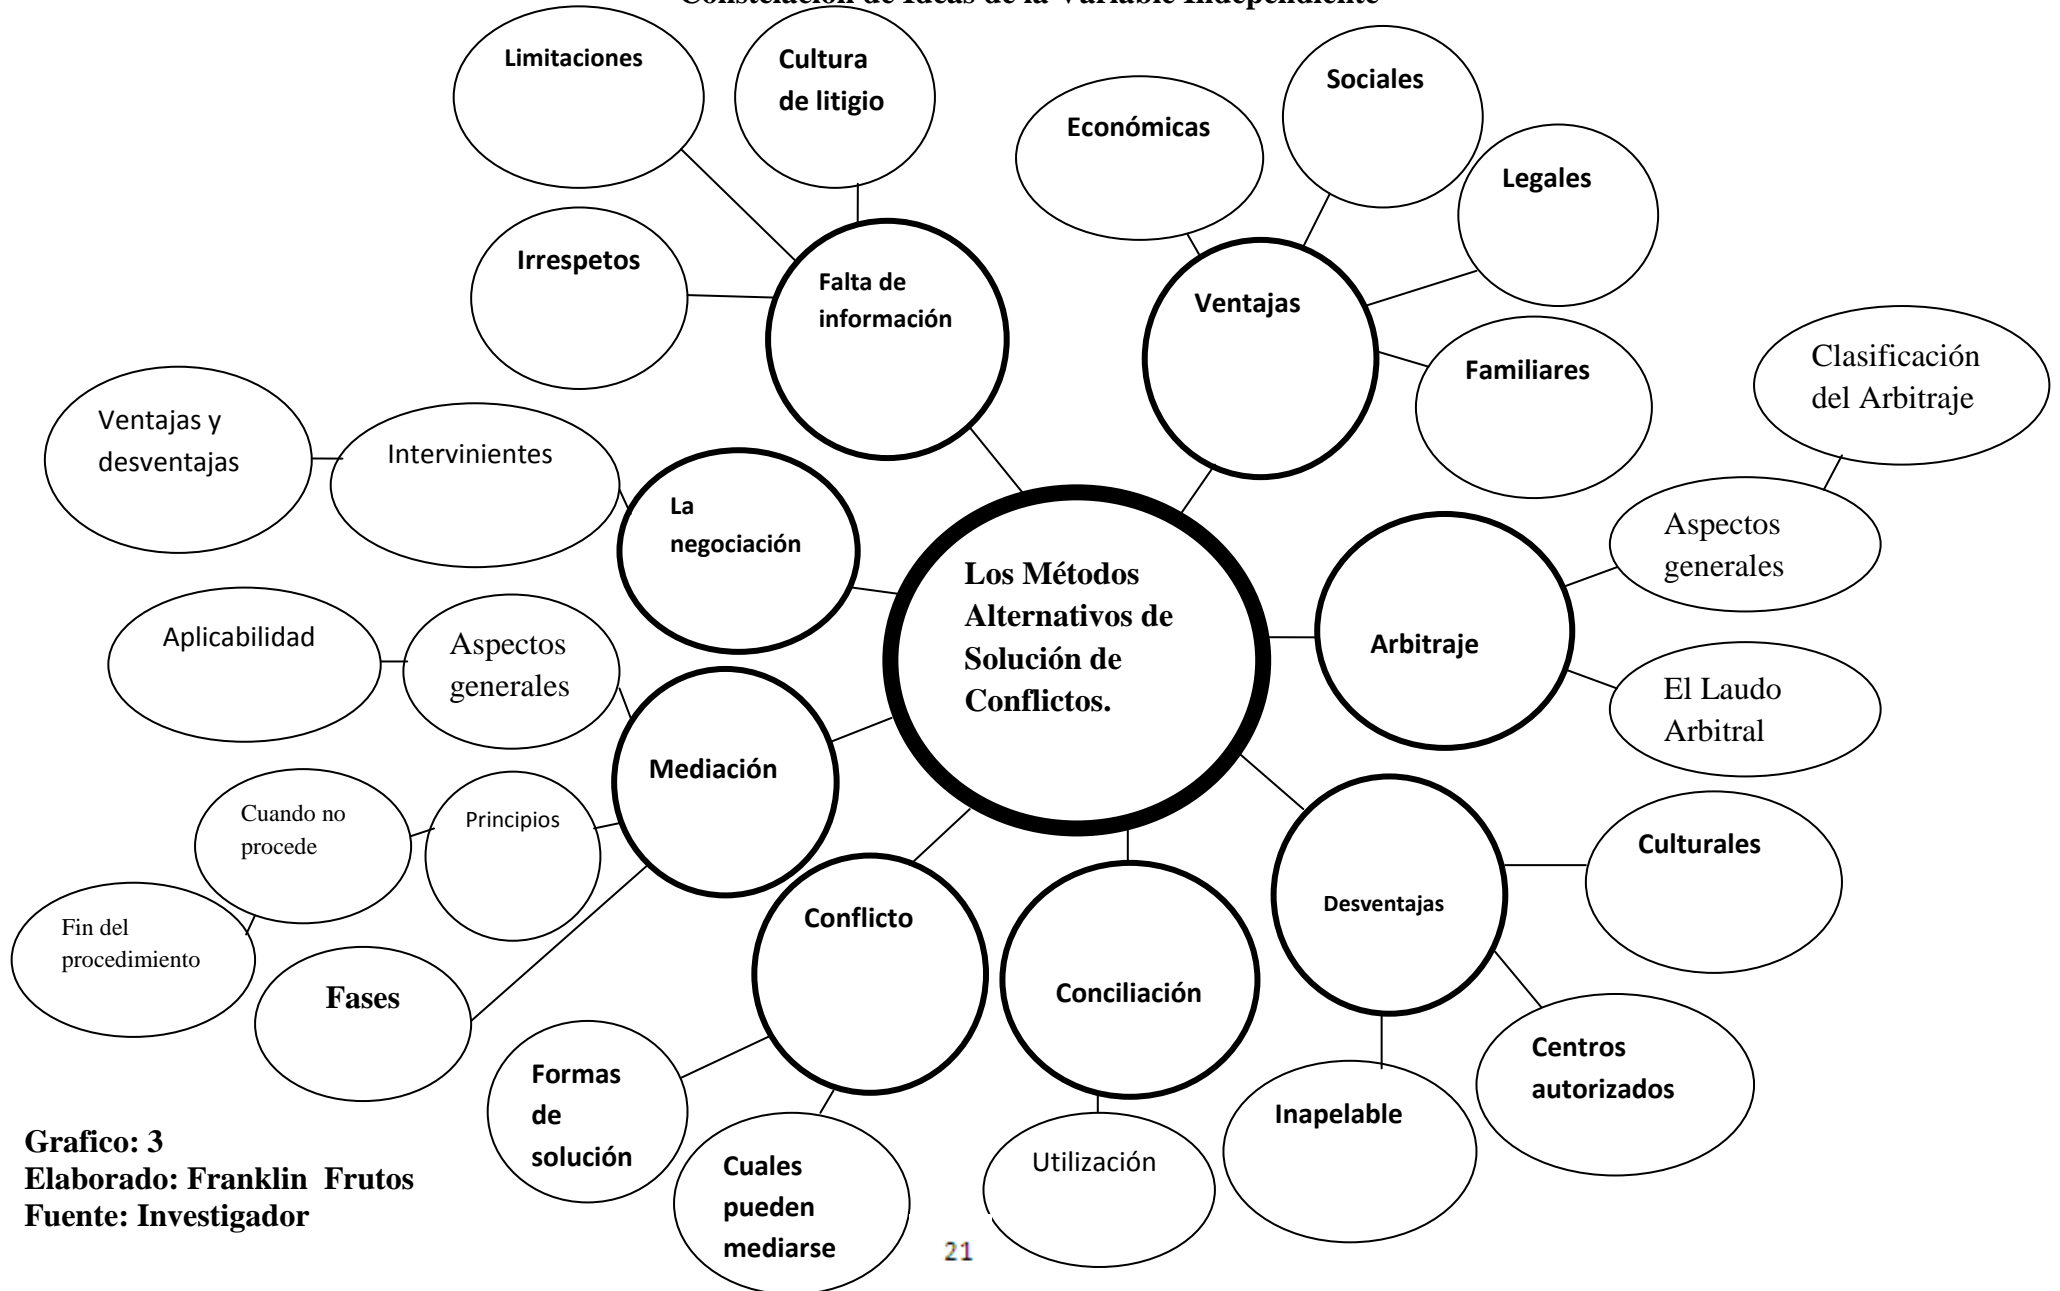 Constelación de Ideas de la Variable Independiente
Limitaciones
Cultura
de litigio
Sociales
Económicas
Legales
Irrespetos
Falta de
información
Ventajas
Familiares
Clasificación
del Arbitraje
Ventajas y
desventajas
Intervinientes
La
negociación
Aspectos
generales
Los Métodos
Alternativos de
Solución de
Conflictos.
Arbitraje
El Laudo
Arbitral
Aplicabilidad
Aspectos
generales
Mediación
Cuando no
procede
Principios
Fin del
procedimiento
Fases
Conflicto
Conciliación
Desventajas
Culturales
Centros
autorizados
Inapelable
Formas
de
solución
Cuales
pueden
mediarse
Utilización
Grafico: 3
Elaborado: Franklin  Frutos
Fuente: Investigador
21